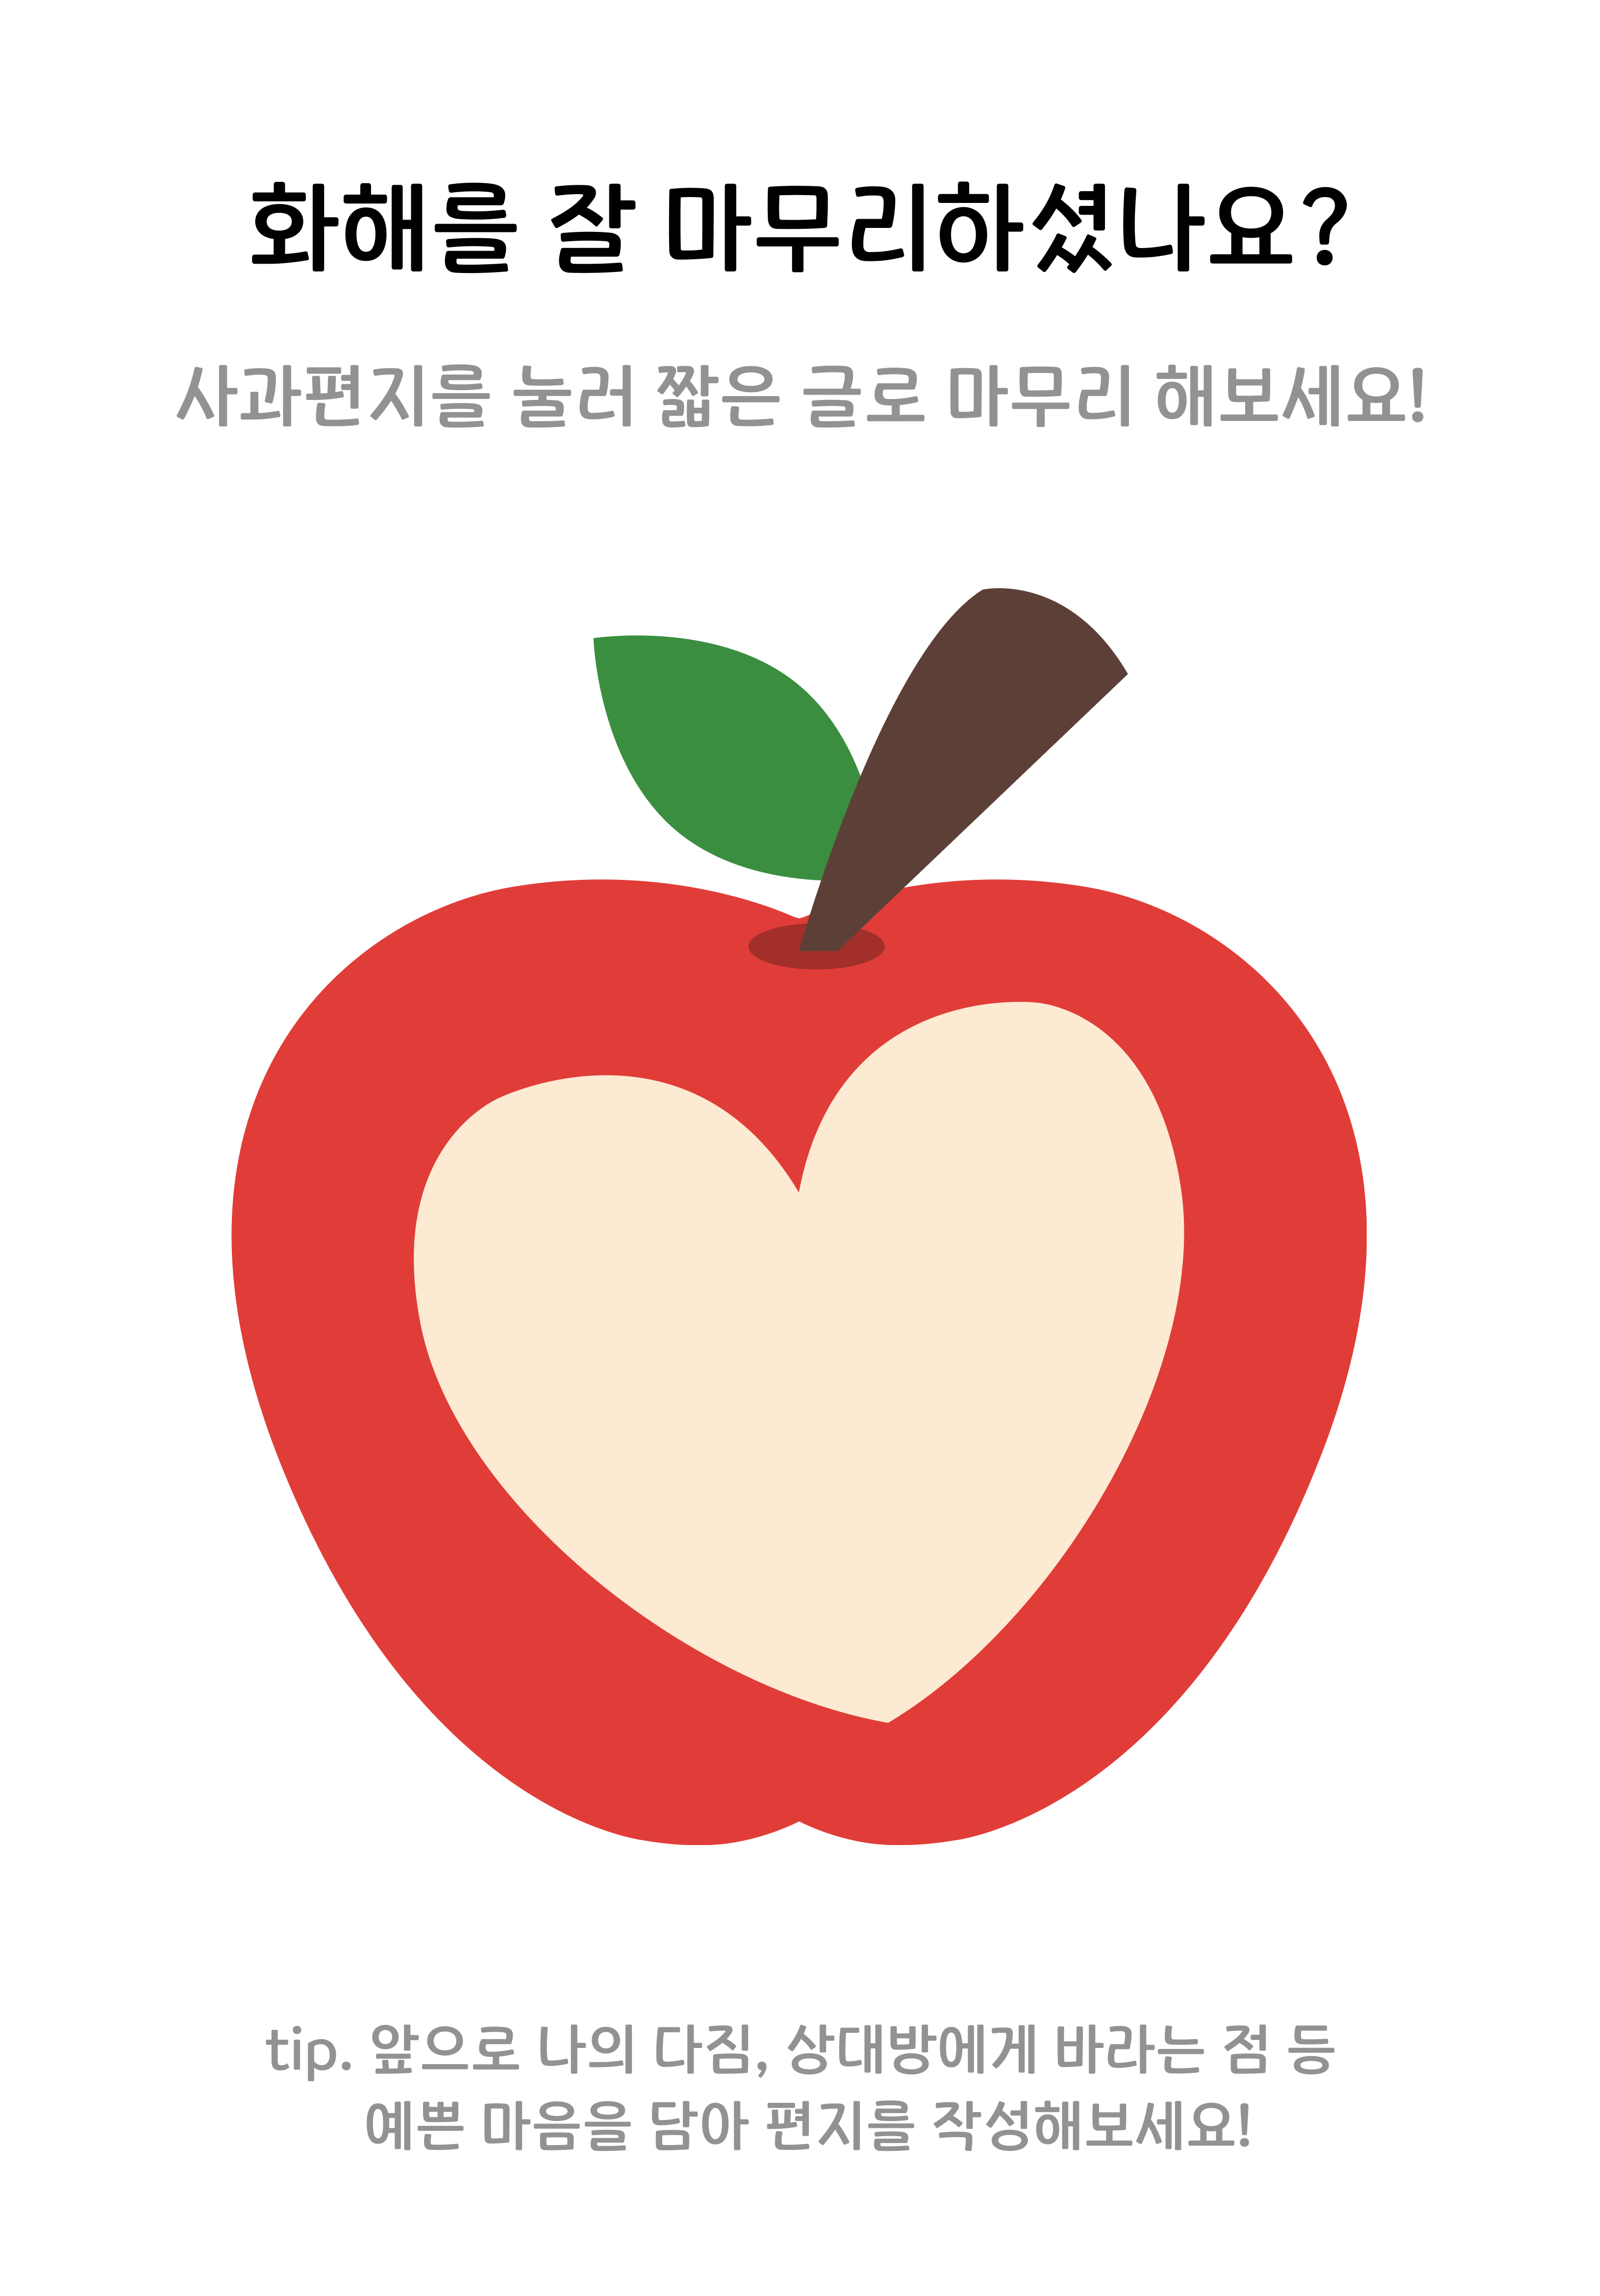 화해를 잘 마무리하셨나요?
사과편지를 눌러 짧은 글로 마무리 해보세요!
tip. 앞으로 나의 다짐, 상대방에게 바라는점 등
예쁜 마음을 담아 편지를 작성해보세요!